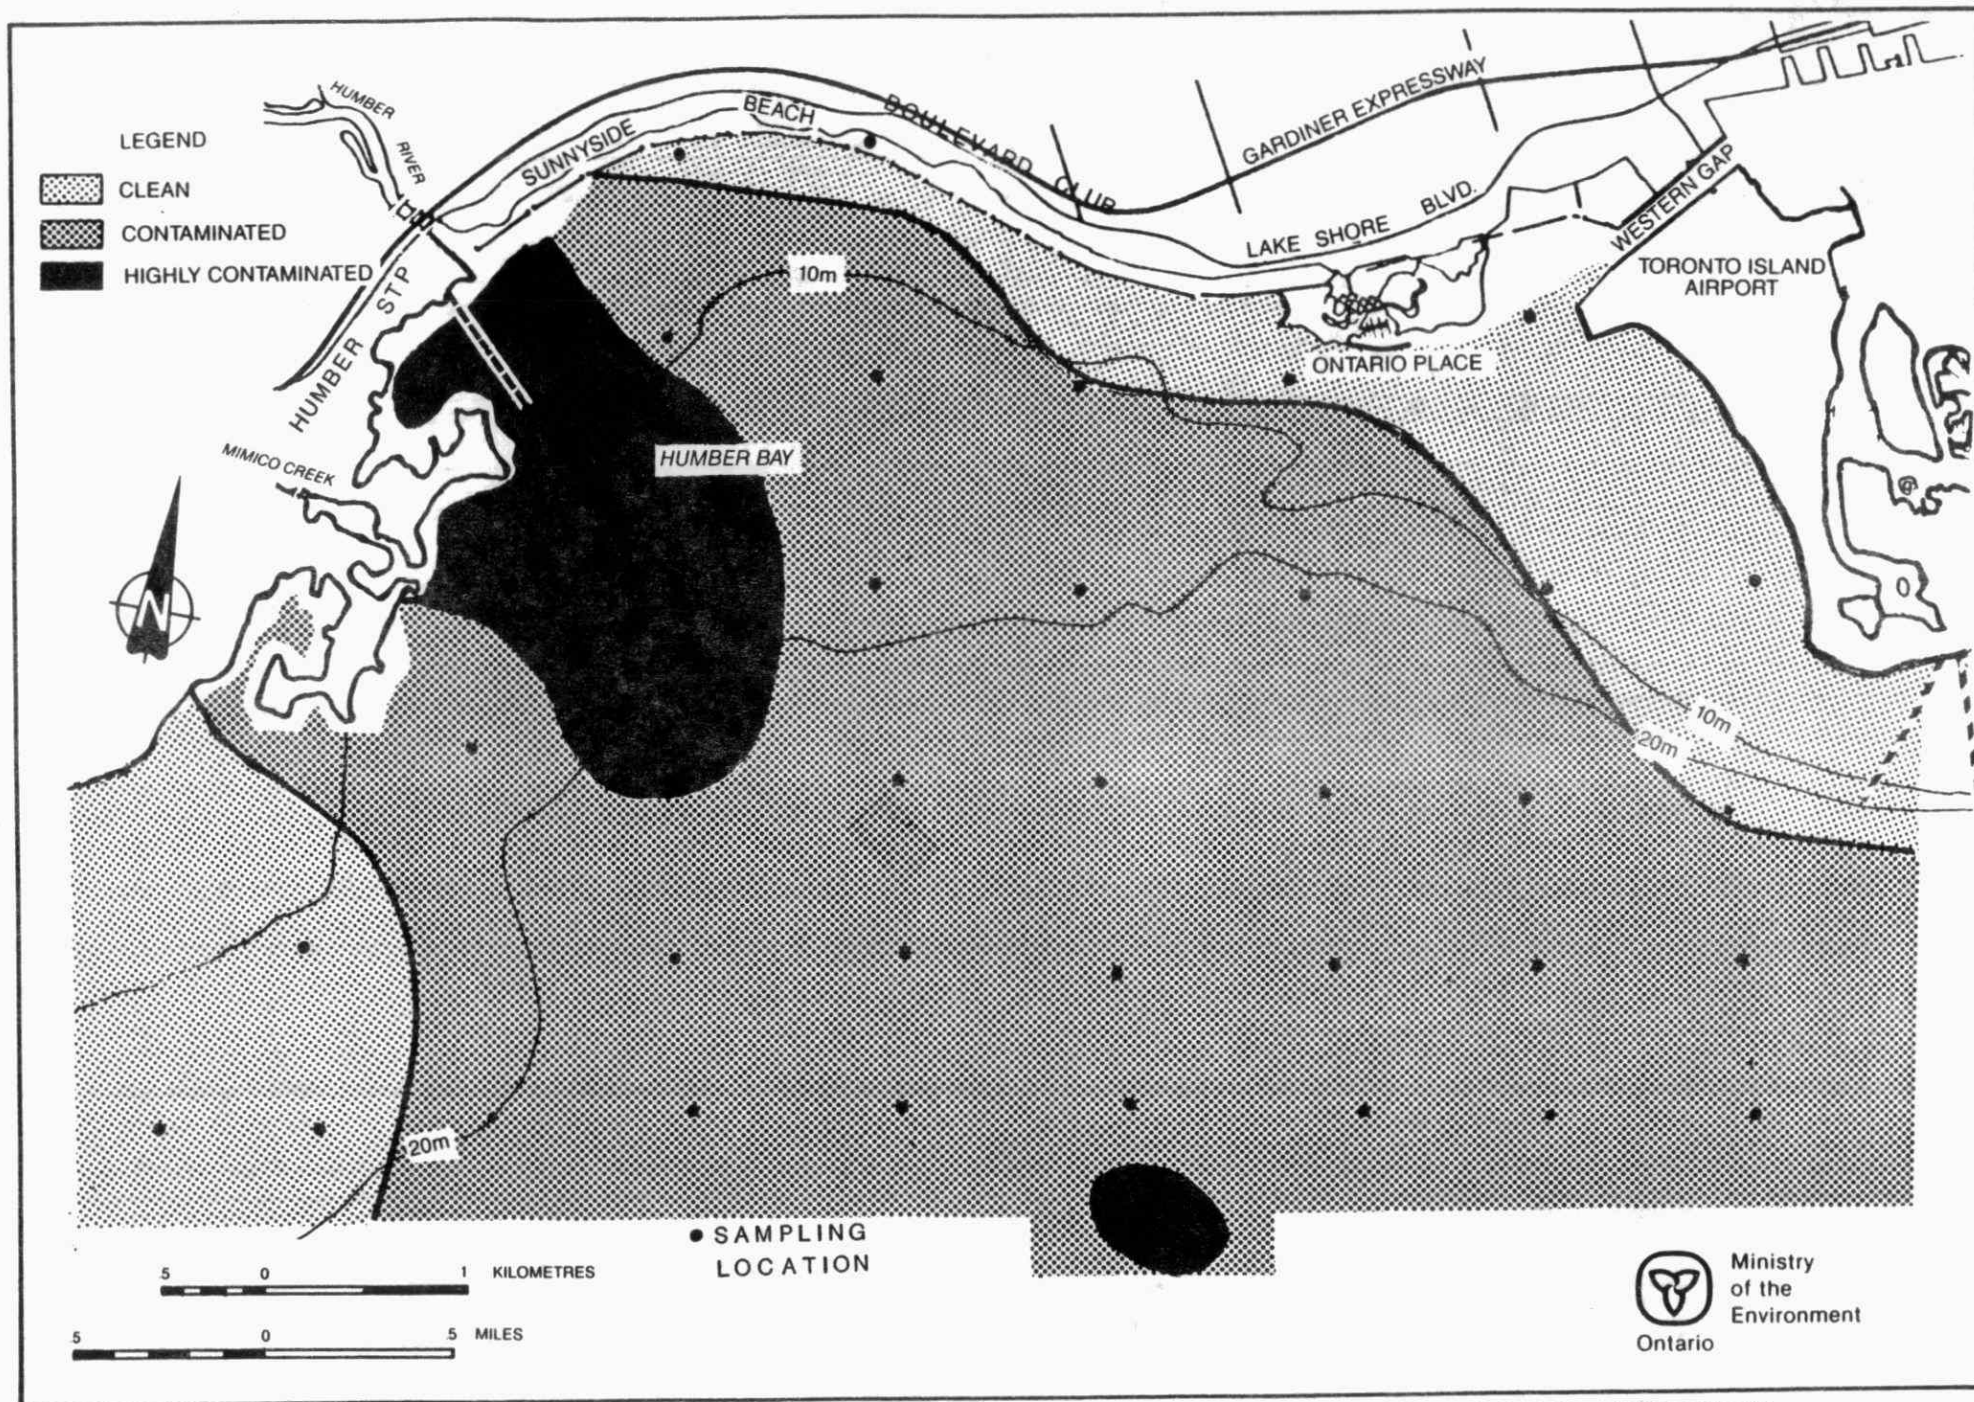 HUMBER
RIVER
LEGEND
CLEAN
CONTAMINATED
HIGHLY CONTAMINATED
SUNNYSIDE
BEACH
BOULEVARD CLUB
GARDINER EXPRESSWAY
LAKE SHORE BLVD.
WESTERN GAP
TORONTO ISLAND
AIRPORT
ONTARIO PLACE
HUMBER STP
10m
MIMICO CREEK
HUMBER BAY
N
10m
20m
20m
SAMPLING
LOCATION
.5 0 1 KILOMETRES
.5 0 .5 MILES
Ministry
of the
Environment
Ontario